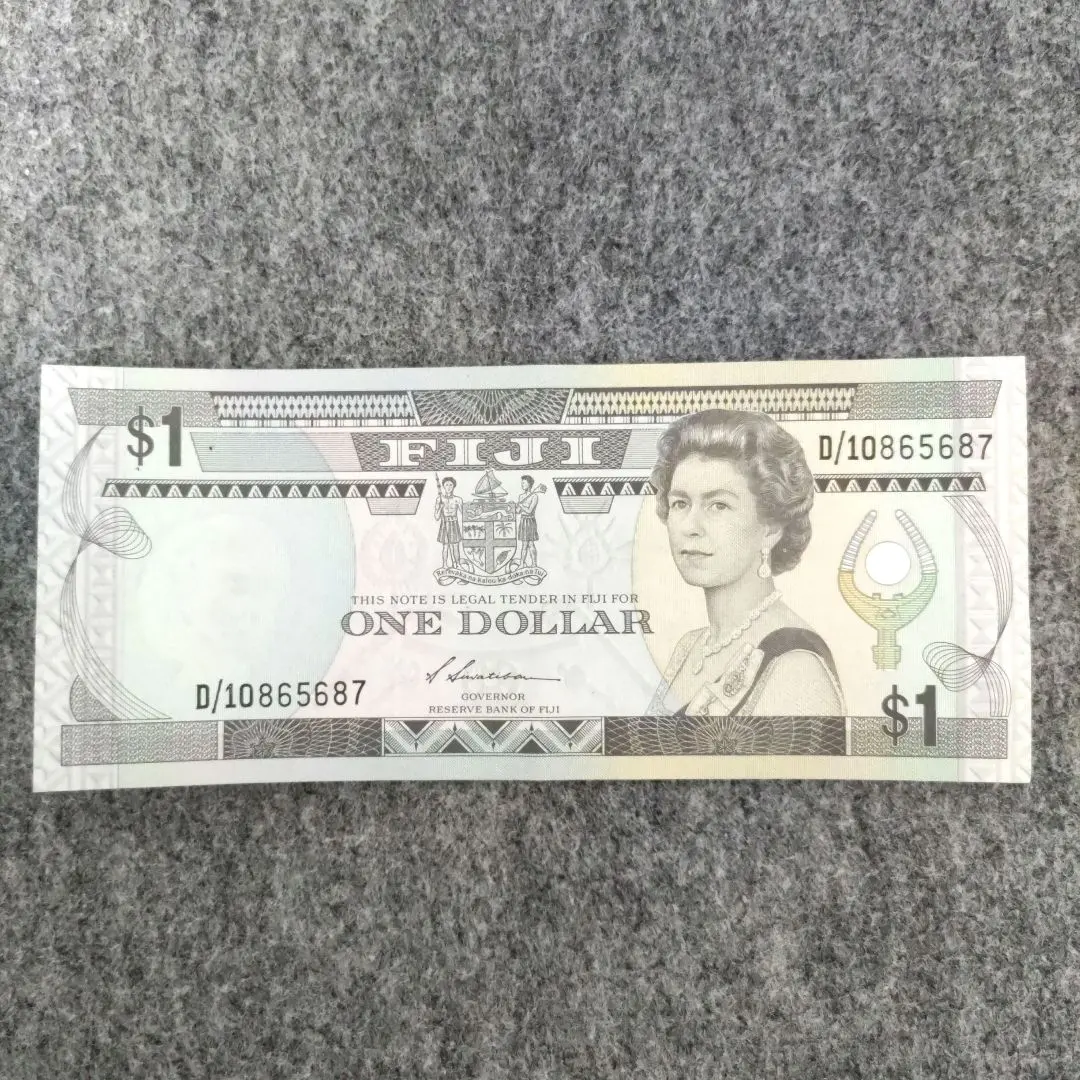 $1
FIJI
D/10865687
Rerevaka na Kalou ka doka na Tui
THIS NOTE IS LEGAL TENDER IN FIJI FOR
ONE DOLLAR
D/10865687
GOVERNOR
RESERVE BANK OF FIJI
$1